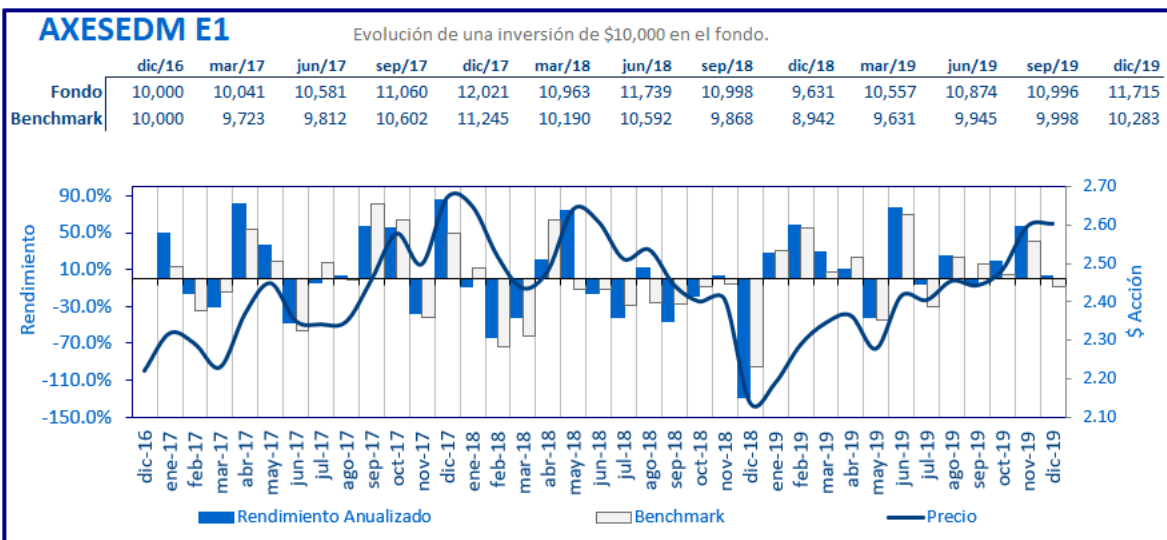 AXESEDM E1
Evolución de una inversión de $10,000 en el fondo.
dic/16 mar/17 jun/17 sep/17 dic/17 mar/18 jun/18 sep/18 dic/18 mar/19 jun/19 sep/19 dic/19
Fondo 10,000 10,041 10,581 11,060 12,021 10,963 11,739 10,998 9,631 10,557 10,874 10,996 11,715
Benchmark 10,000 9,723 9,812 10,602 11,245 10,190 10,592 9,868 8,942 9,631 9,945 9,998 10,283
Rendimiento
90.0%
50.0%
10.0%
-30.0%
-70.0%
-110.0%
-150.0%
2.70
2.60
2.50
2.40
2.30
2.20
2.10
$ Acción
dic-16
ene-17
feb-17
mar-17
abr-17
may-17
jun-17
jul-17
ago-17
sep-17
oct-17
nov-17
dic-17
ene-18
feb-18
mar-18
abr-18
may-18
jun-18
jul-18
ago-18
sep-18
oct-18
nov-18
dic-18
ene-19
feb-19
mar-19
abr-19
may-19
jun-19
jul-19
ago-19
sep-19
oct-19
nov-19
dic-19
Rendimiento Anualizado Benchmark Precio